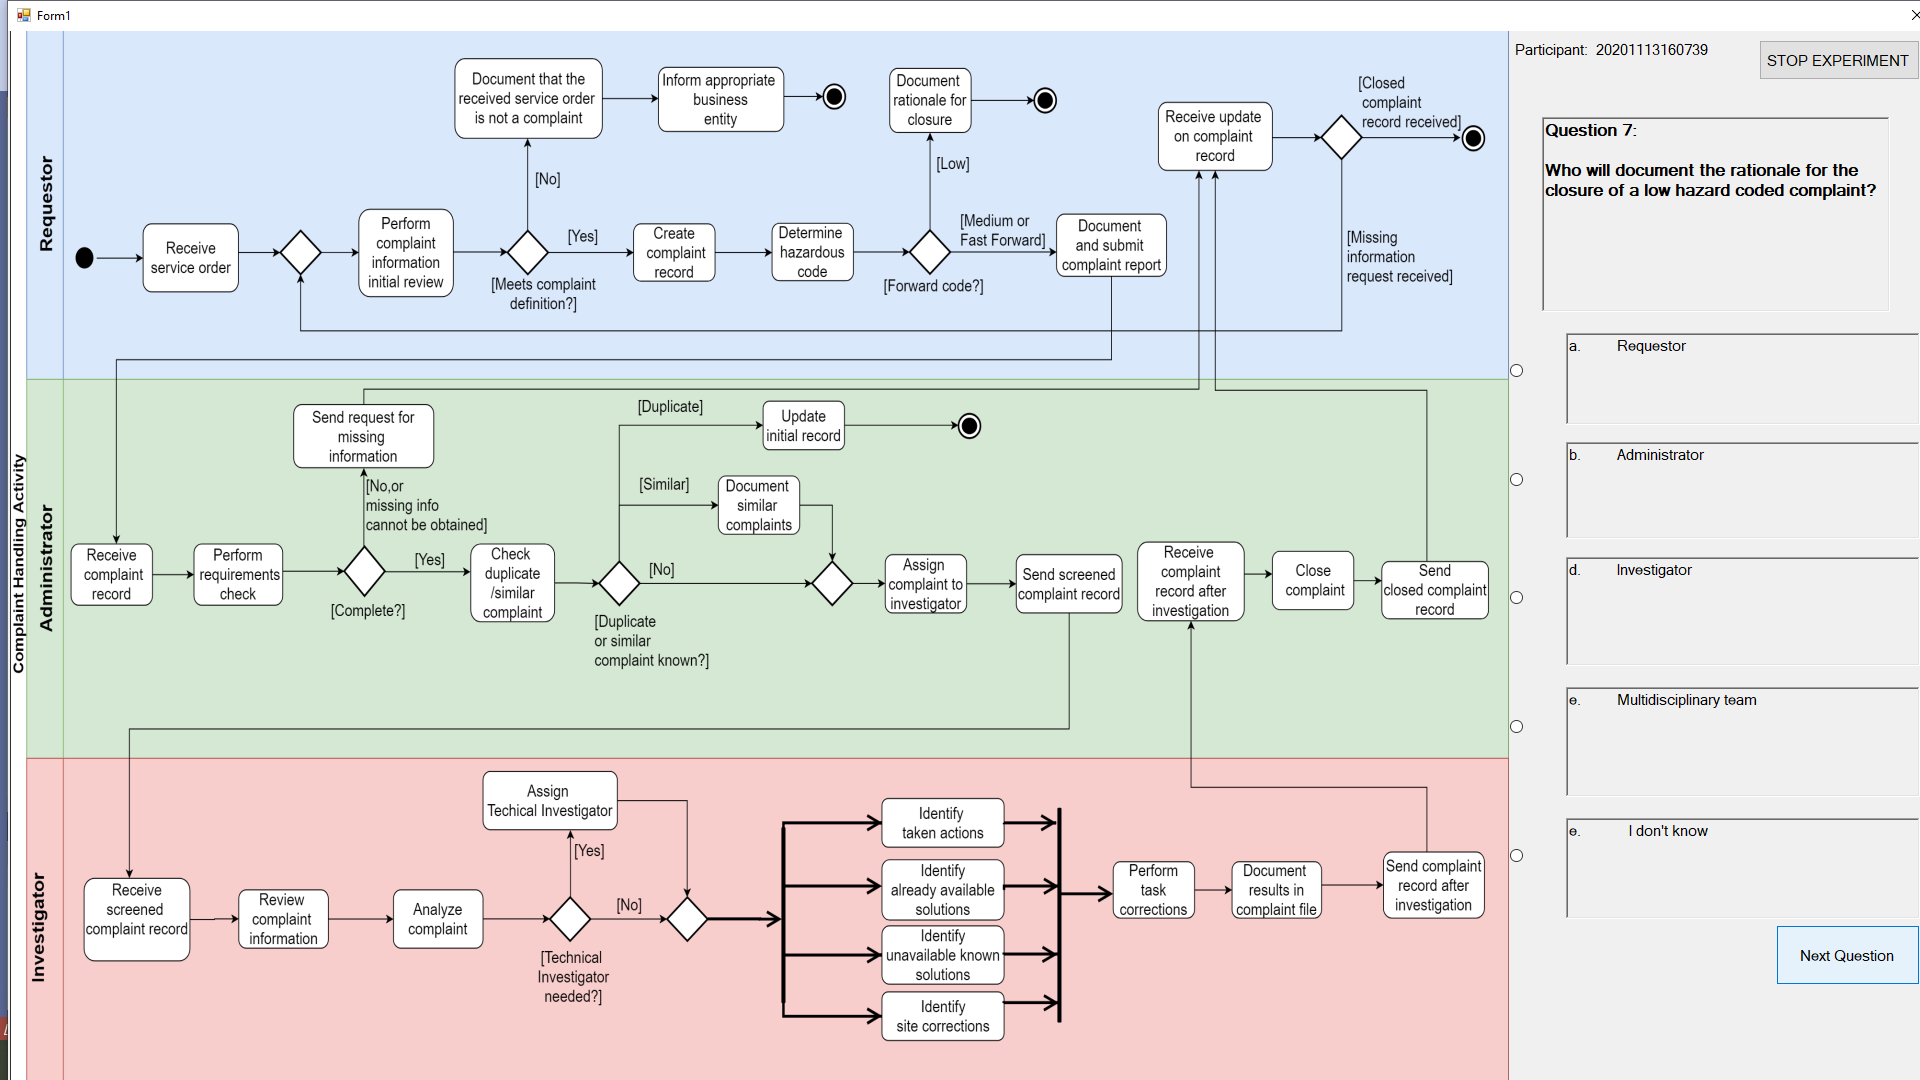 Form1
Participant:  20201113160739
STOP EXPERIMENT
Question 7:
Who will document the rationale for the
closure of a low hazard coded complaint?
a. Requestor
b. Administrator
d. Investigator
e. Multidisciplinary team
e. I don't know
Next Question
Complaint Handling Activity
Requestor
Receive
service order
Perform
complaint
information
initial review
[Meets complaint
definition?]
[No]
Document that the
received service order
is not a complaint
Inform appropriate
business
entity
[Yes]
Create
complaint
record
Determine
hazardous
code
[Forward code?]
[Low]
Document
rationale for
closure
[Medium or
Fast Forward]
Document
and submit
complaint report
Receive update
on complaint
record
[Closed
complaint
record received]
[Missing
information
request received]
Administrator
Receive
complaint
record
Perform
requirements
check
[Complete?]
[No,or
missing info
cannot be obtained]
Send request for
missing
information
[Yes]
Check
duplicate
/similar
complaint
[Duplicate
or similar
complaint known?]
[Duplicate]
Update
initial record
[Similar]
Document
similar
complaints
[No]
Assign
complaint to
investigator
Send screened
complaint record
Receive
complaint
record after
investigation
Close
complaint
Send
closed complaint
record
Investigator
Receive
screened
complaint record
Review
complaint
information
Analyze
complaint
[Technical
Investigator
needed?]
[Yes]
Assign
Techical Investigator
[No]
Identify
taken actions
Identify
already available
solutions
Identify
unavailable known
solutions
Identify
site corrections
Perform
task
corrections
Document
results in
complaint file
Send complaint
record after
investigation